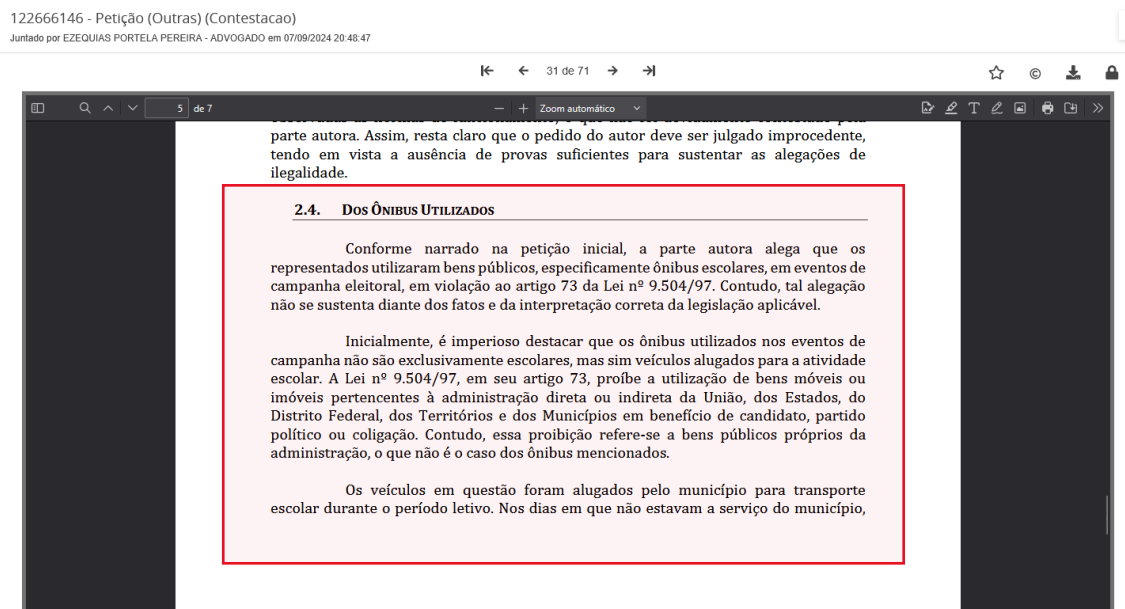 122666146 - Petição (Outras) (Contestacao)
Juntado por EZEQUIAS PORTELA PEREIRA - ADVOGADO em 07/09/2024 20:48:47
31 de 71
5 de 7
Zoom automático
parte autora. Assim, resta claro que o pedido do autor deve ser julgado improcedente,
tendo em vista a ausência de provas suficientes para sustentar as alegações de
ilegalidade.
2.4. DOS ÔNIBUS UTILIZADOS
Conforme narrado na petição inicial, a parte autora alega que os
representados utilizaram bens públicos, especificamente ônibus escolares, em eventos de
campanha eleitoral, em violação ao artigo 73 da Lei nº 9.504/97. Contudo, tal alegação
não se sustenta diante dos fatos e da interpretação correta da legislação aplicável.
Inicialmente, é imperioso destacar que os ônibus utilizados nos eventos de
campanha não são exclusivamente escolares, mas sim veículos alugados para a atividade
escolar. A Lei nº 9.504/97, em seu artigo 73, proíbe a utilização de bens móveis ou
imóveis pertencentes à administração direta ou indireta da União, dos Estados, do
Distrito Federal, dos Territórios e dos Municípios em benefício de candidato, partido
político ou coligação. Contudo, essa proibição refere-se a bens públicos próprios da
administração, o que não é o caso dos ônibus mencionados.
Os veículos em questão foram alugados pelo município para transporte
escolar durante o período letivo. Nos dias em que não estavam a serviço do município,